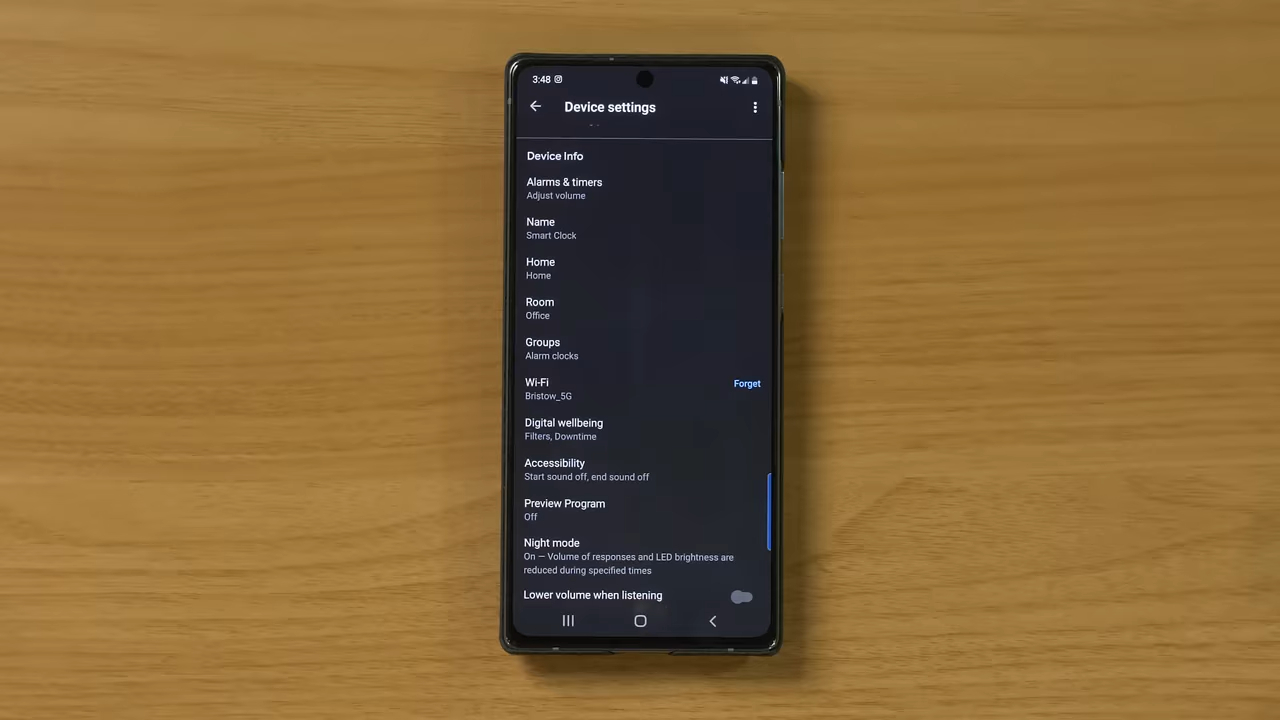 3:48
Device settings
Device Info
Alarms & timers
Adjust volume
Name
Smart Clock
Home
Home
Room
Office
Groups
Alarm clocks
Wi-Fi
Forget
Bristow_5G
Digital wellbeing
Filters, Downtime
Accessibility
Start sound off, end sound off
Preview Program
Off
Night mode
On — Volume of responses and LED brightness are
reduced during specified times
Lower volume when listening